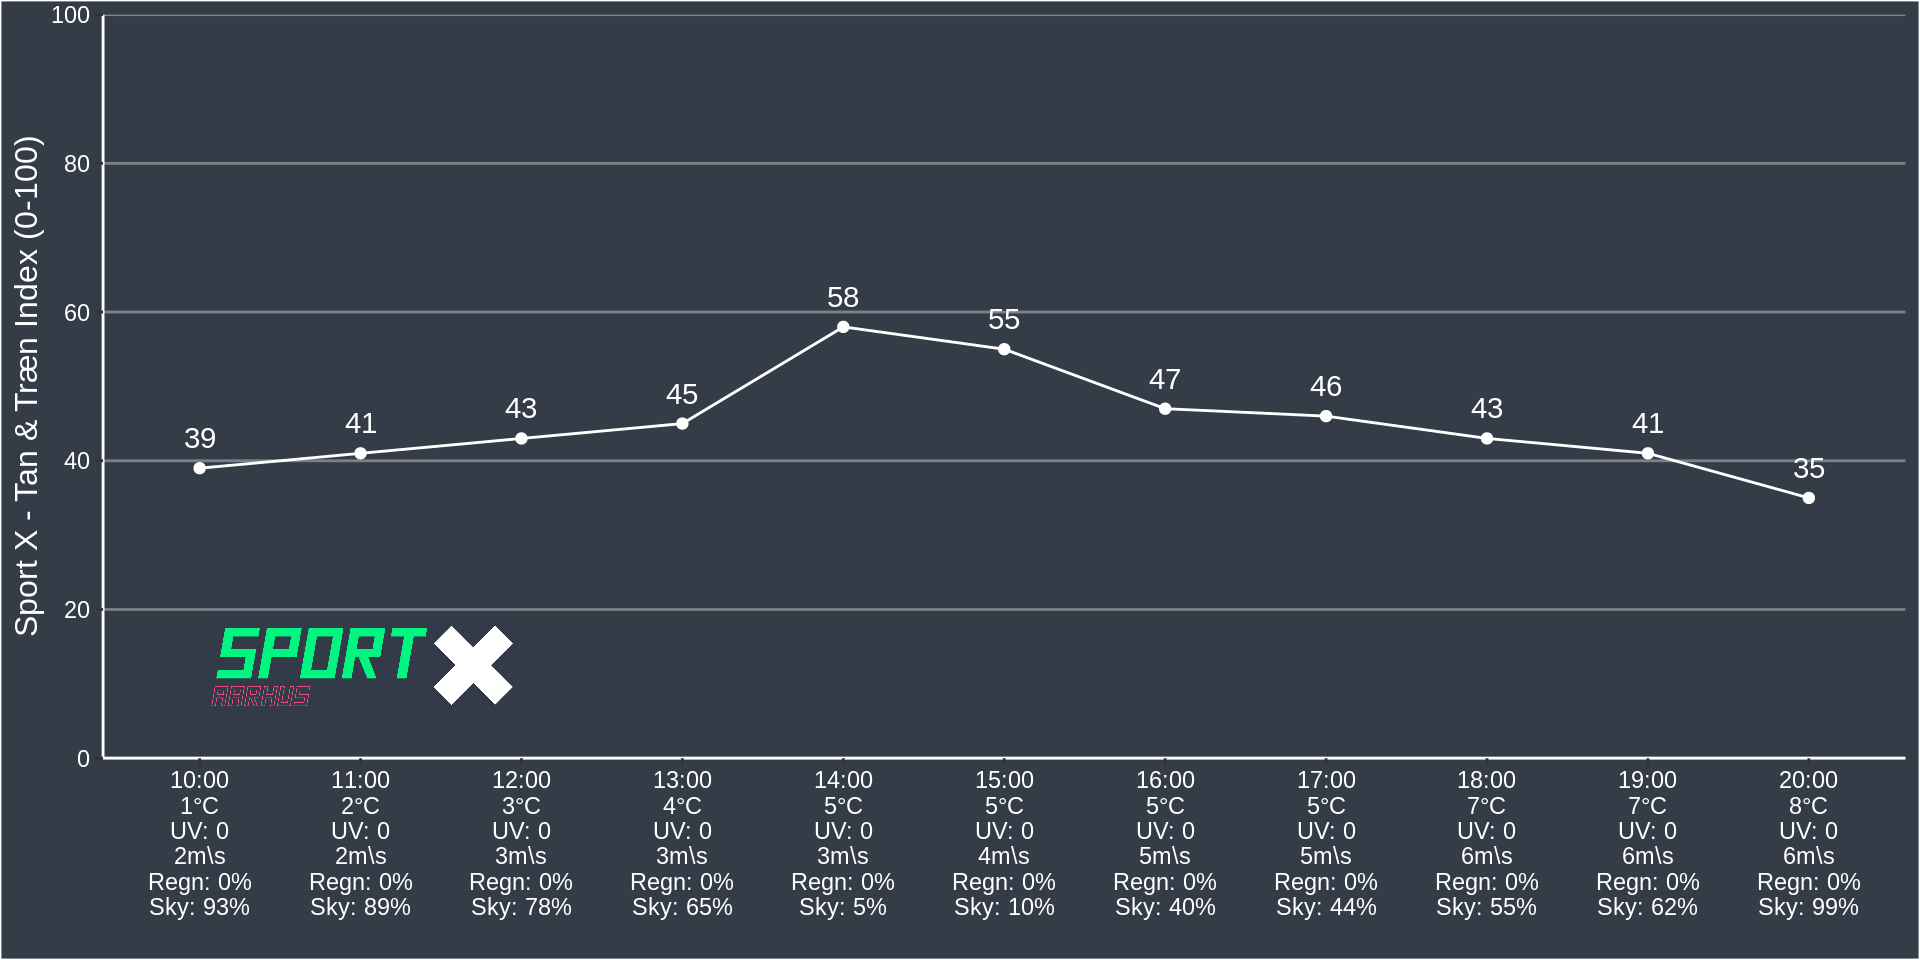 Sport X - Tan & Træn Index (0-100)
100
80
60
40
20
0
39
41
43
45
58
55
47
46
43
41
35
SPORT X
AARHUS
10:00 11:00 12:00 13:00 14:00 15:00 16:00 17:00 18:00 19:00 20:00
1°C 2°C 3°C 4°C 5°C 5°C 5°C 5°C 7°C 7°C 8°C
UV: 0 UV: 0 UV: 0 UV: 0 UV: 0 UV: 0 UV: 0 UV: 0 UV: 0 UV: 0 UV: 0
2m\s 2m\s 3m\s 3m\s 3m\s 4m\s 5m\s 5m\s 6m\s 6m\s 6m\s
Regn: 0% Regn: 0% Regn: 0% Regn: 0% Regn: 0% Regn: 0% Regn: 0% Regn: 0% Regn: 0% Regn: 0% Regn: 0%
Sky: 93% Sky: 89% Sky: 78% Sky: 65% Sky: 5% Sky: 10% Sky: 40% Sky: 44% Sky: 55% Sky: 62% Sky: 99%